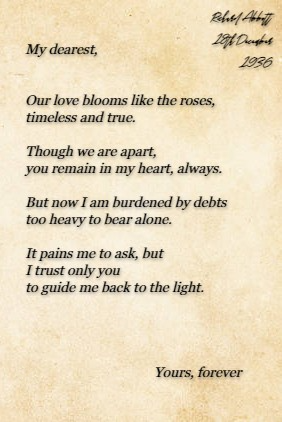 Richard Abbott
28th December
1936
My dearest,
Our love blooms like the roses,
timeless and true.
Though we are apart,
you remain in my heart, always.
But now I am burdened by debts
too heavy to bear alone.
It pains me to ask, but
I trust only you
to guide me back to the light.
Yours, forever